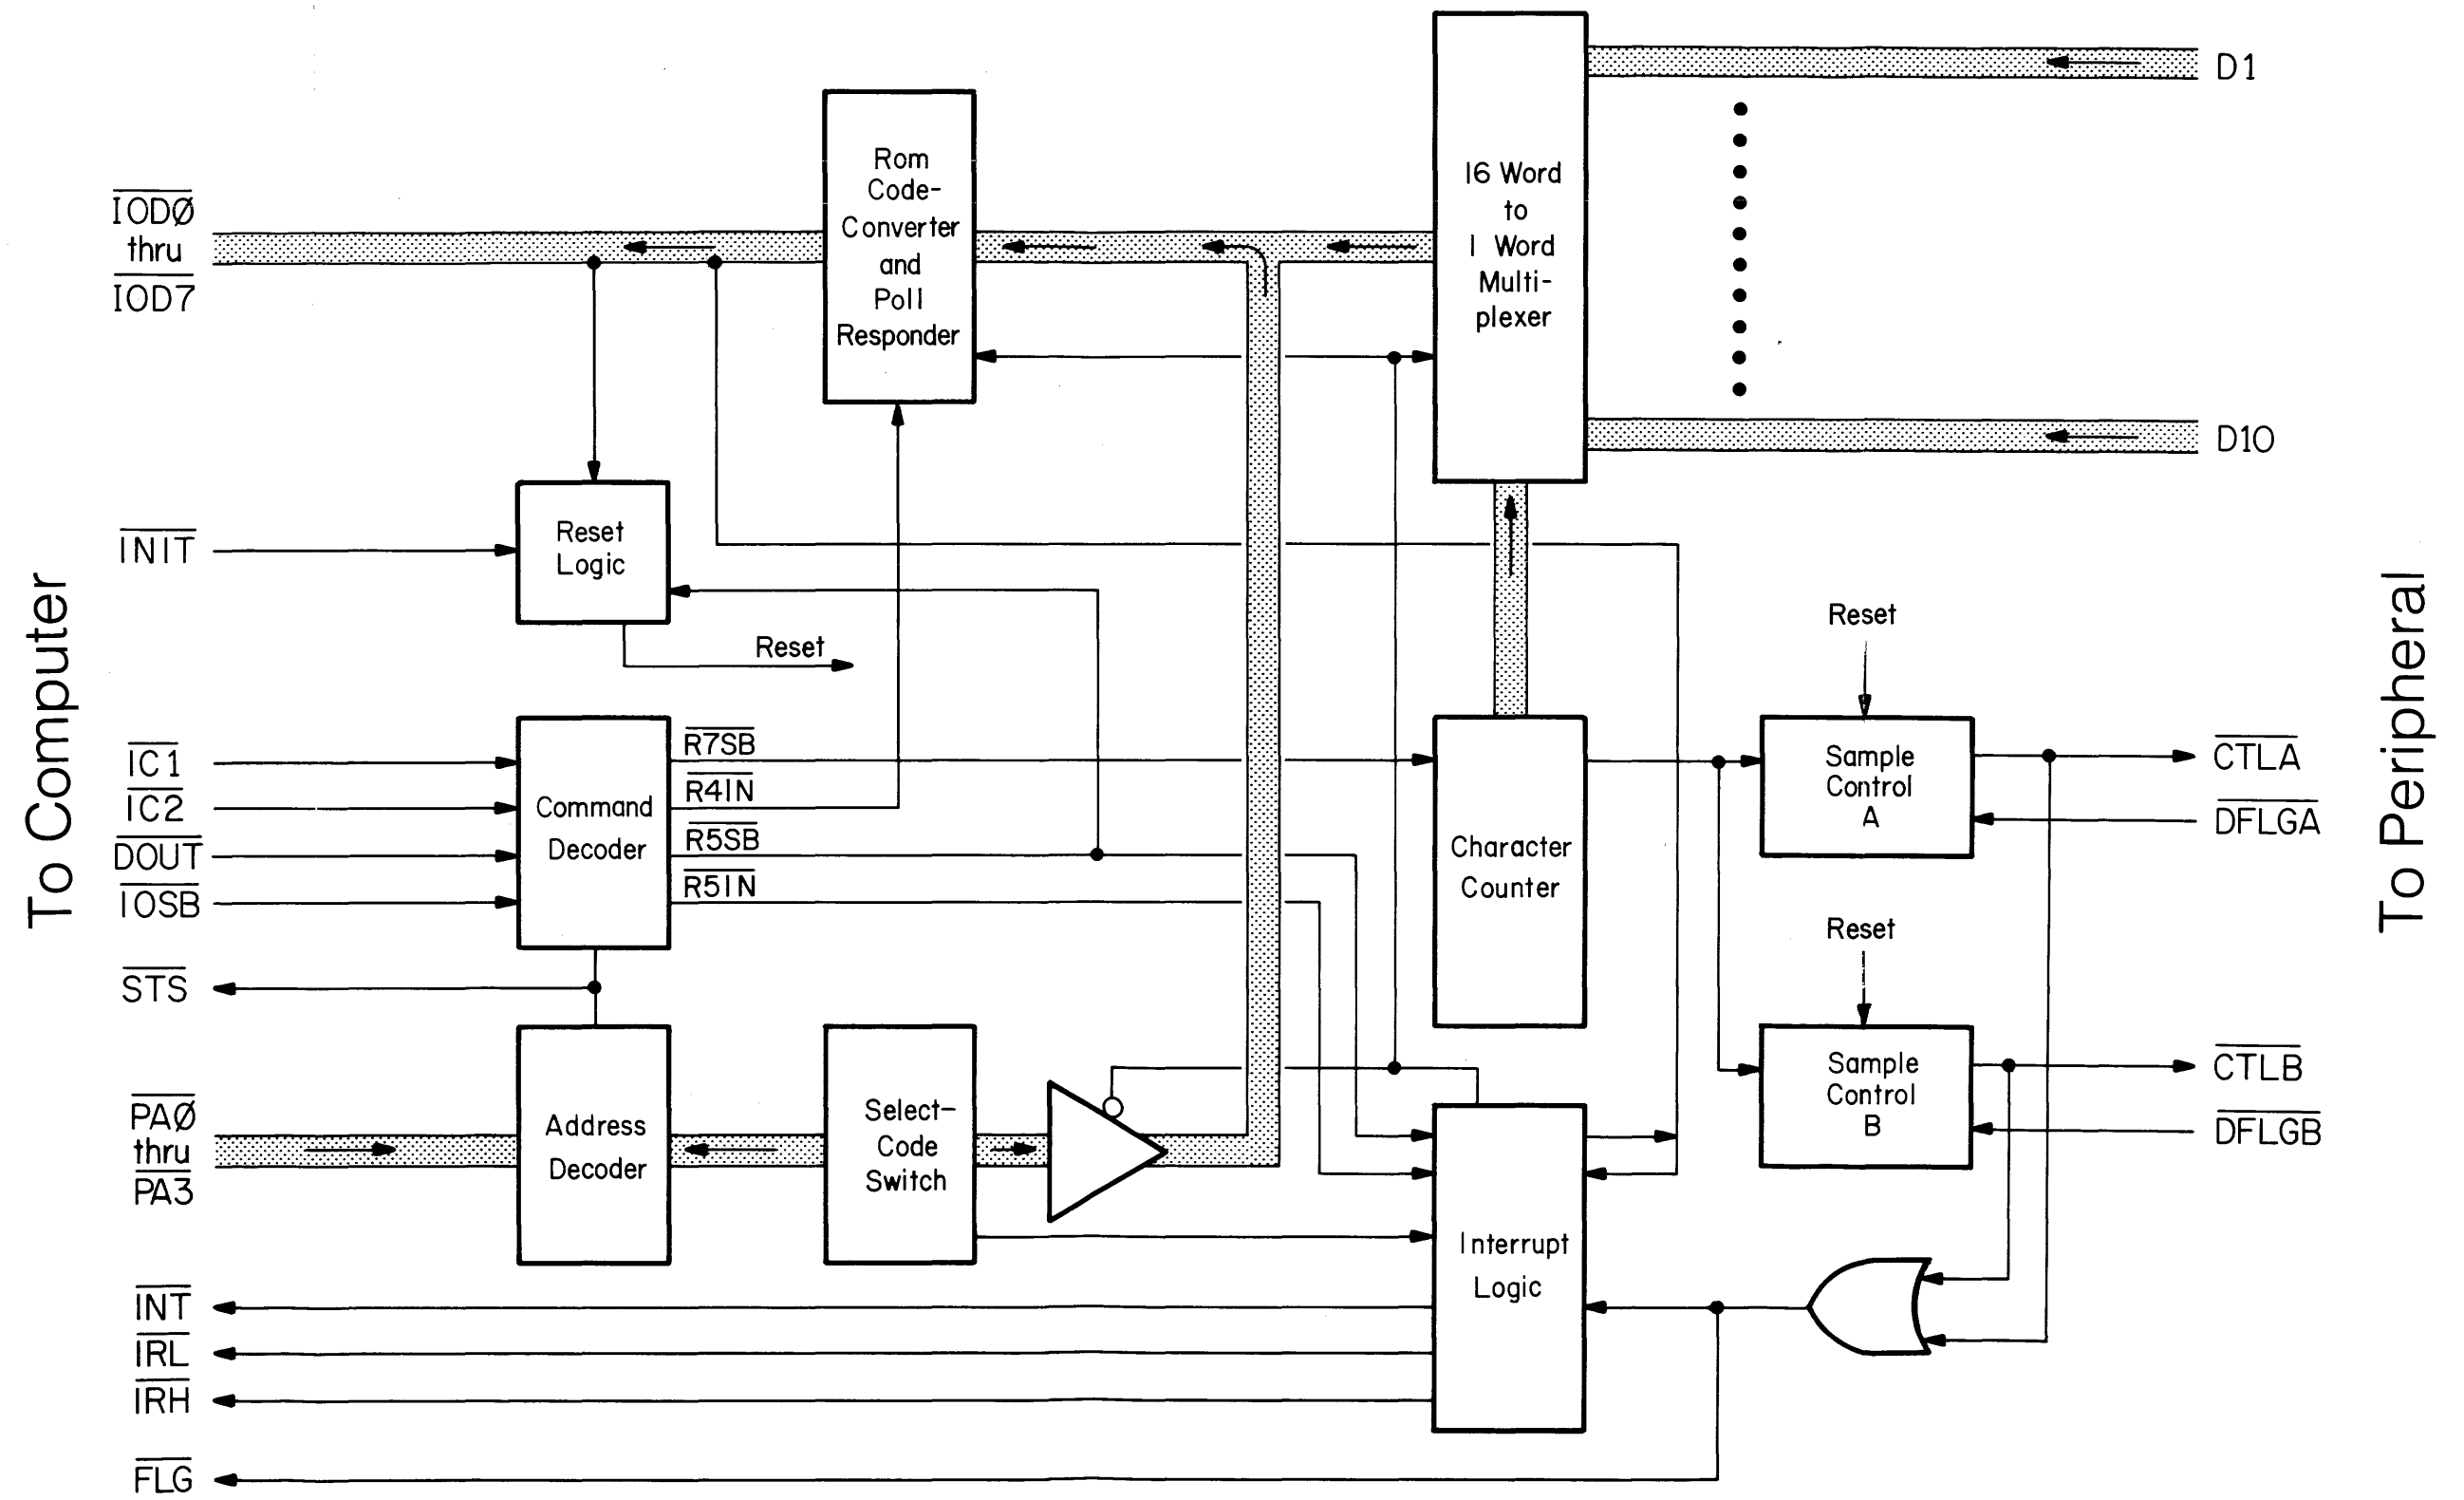 To Computer
IOD0̸
thru
IOD7
INIT
IC1
IC2
DOUT
IOSB
STS
PA0̸
thru
PA3
INT
IRL
IRH
FLG
Rom
Code-
Converter
and
Poll
Responder
16 Word
to
1 Word
Multi-
plexer
D1
D10
Reset
Logic
Reset
Command
Decoder
R7SB
R4IN
R5SB
R5IN
Character
Counter
Reset
Sample
Control
A
CTLA
DFLGA
Reset
Sample
Control
B
CTLB
DFLGB
Address
Decoder
Select-
Code
Switch
Interrupt
Logic
To Peripheral